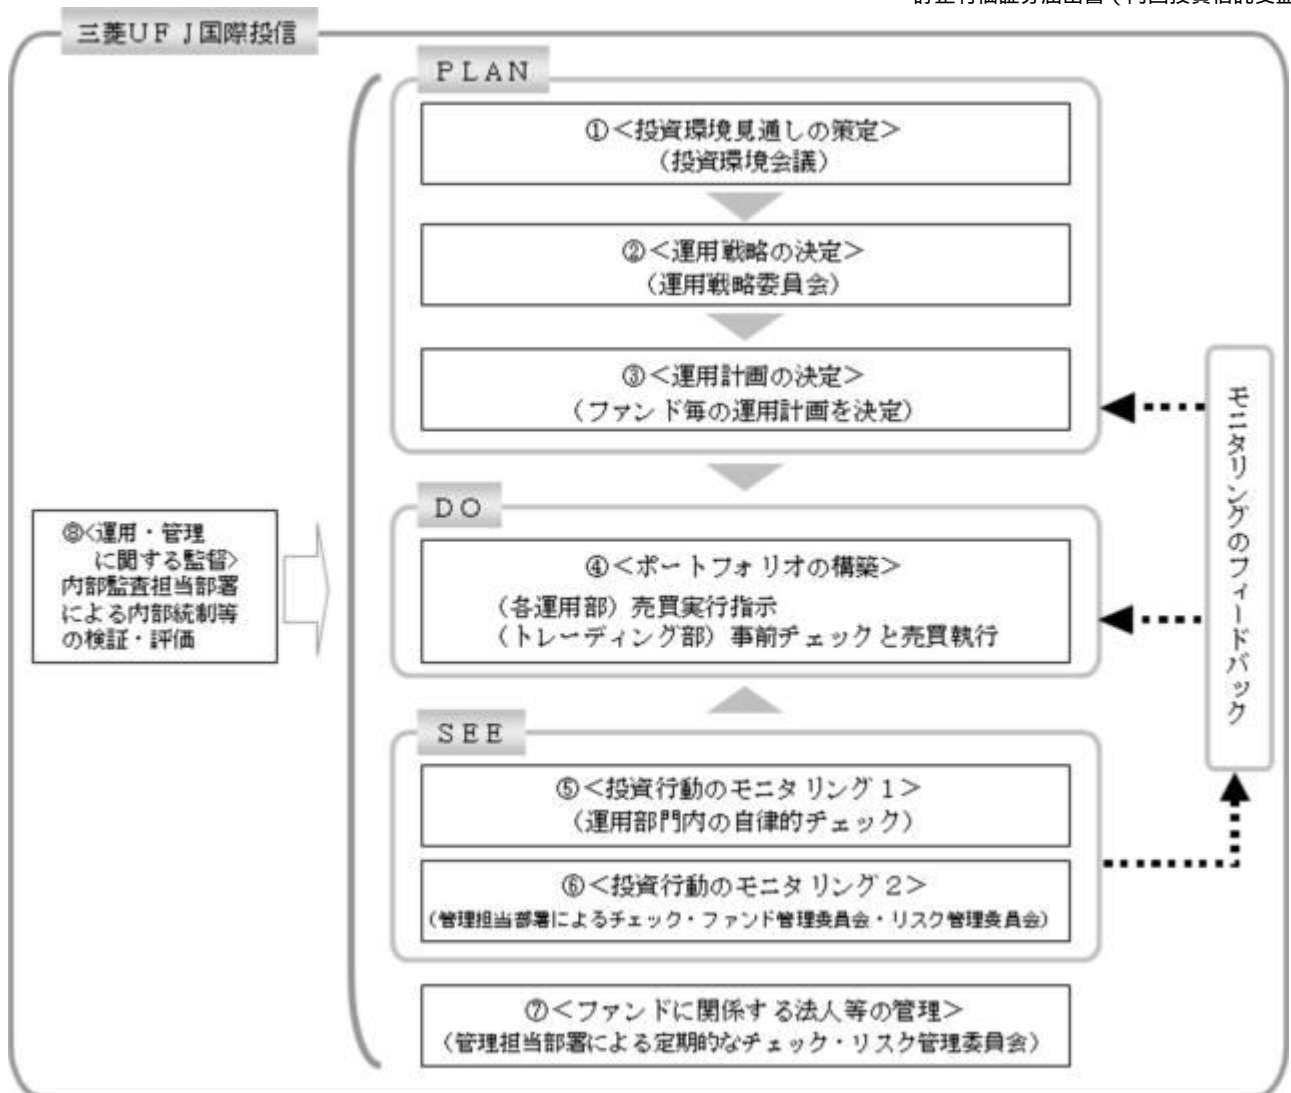 三菱ＵＦＪ国際投信
ＰＬＡＮ
①＜投資環境見通しの策定＞
（投資環境会議）
②＜運用戦略の決定＞
（運用戦略委員会）
③＜運用計画の決定＞
（ファンド毎の運用計画を決定）
ＤＯ
④＜ポートフォリオの構築＞
（各運用部）売買実行指示
（トレーディング部）事前チェックと売買執行
ＳＥＥ
⑤＜投資行動のモニタリング１＞
（運用部門内の自律的チェック）
⑥＜投資行動のモニタリング２＞
（管理担当部署によるチェック・ファンド管理委員会・リスク管理委員会）
⑦＜ファンドに関係する法人等の管理＞
（管理担当部署による定期的なチェック・リスク管理委員会）
⑧＜運用・管理
に関する監督＞
内部監査担当部署
による内部統制等
の検証・評価
モニタリングのフィードバック